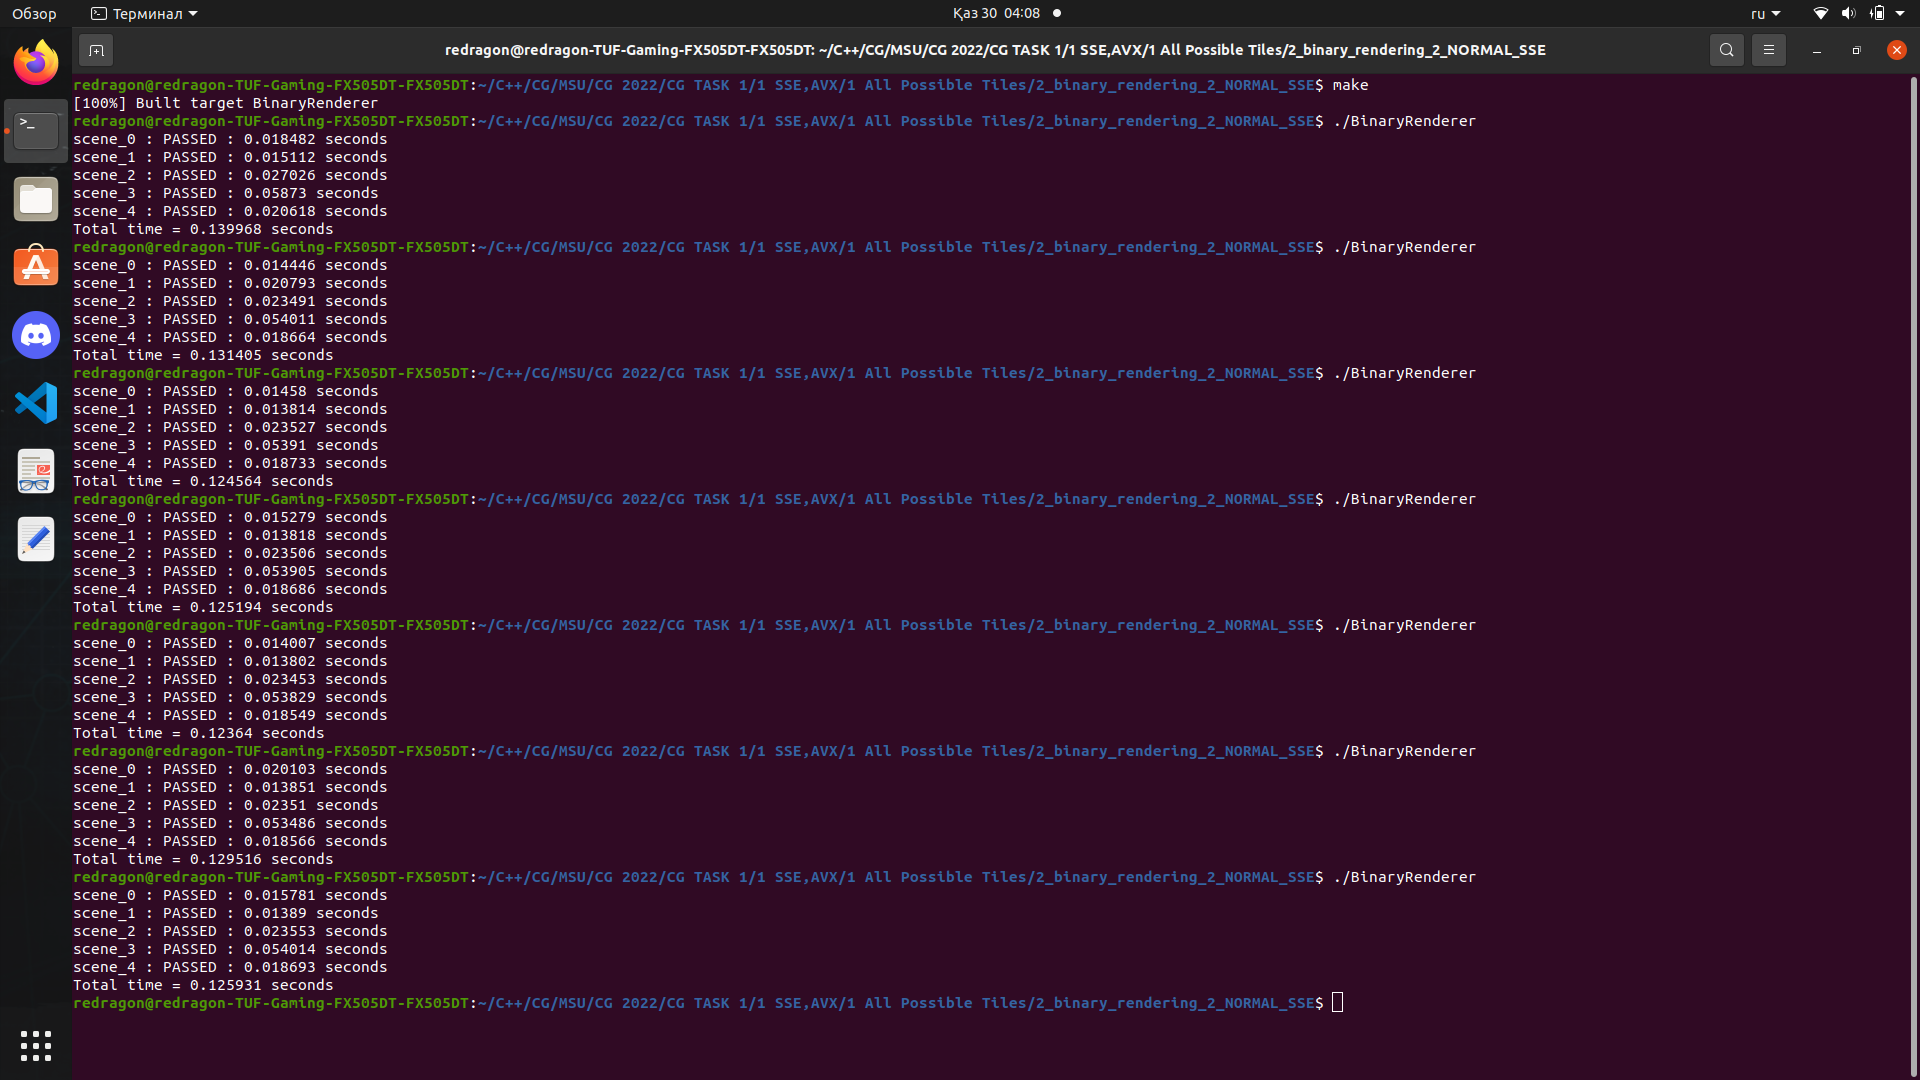 Обзор Терминал Қаз 30 04:08 ru
redragon@redragon-TUF-Gaming-FX505DT-FX505DT: ~/C++/CG/MSU/CG 2022/CG TASK 1/1 SSE,AVX/1 All Possible Tiles/2_binary_rendering_2_NORMAL_SSE
redragon@redragon-TUF-Gaming-FX505DT-FX505DT:~/C++/CG/MSU/CG 2022/CG TASK 1/1 SSE,AVX/1 All Possible Tiles/2_binary_rendering_2_NORMAL_SSE$ make
[100%] Built target BinaryRenderer
redragon@redragon-TUF-Gaming-FX505DT-FX505DT:~/C++/CG/MSU/CG 2022/CG TASK 1/1 SSE,AVX/1 All Possible Tiles/2_binary_rendering_2_NORMAL_SSE$ ./BinaryRenderer
scene_0 : PASSED : 0.018482 seconds
scene_1 : PASSED : 0.015112 seconds
scene_2 : PASSED : 0.027026 seconds
scene_3 : PASSED : 0.05873 seconds
scene_4 : PASSED : 0.020618 seconds
Total time = 0.139968 seconds
redragon@redragon-TUF-Gaming-FX505DT-FX505DT:~/C++/CG/MSU/CG 2022/CG TASK 1/1 SSE,AVX/1 All Possible Tiles/2_binary_rendering_2_NORMAL_SSE$ ./BinaryRenderer
scene_0 : PASSED : 0.014446 seconds
scene_1 : PASSED : 0.020793 seconds
scene_2 : PASSED : 0.023491 seconds
scene_3 : PASSED : 0.054011 seconds
scene_4 : PASSED : 0.018664 seconds
Total time = 0.131405 seconds
redragon@redragon-TUF-Gaming-FX505DT-FX505DT:~/C++/CG/MSU/CG 2022/CG TASK 1/1 SSE,AVX/1 All Possible Tiles/2_binary_rendering_2_NORMAL_SSE$ ./BinaryRenderer
scene_0 : PASSED : 0.01458 seconds
scene_1 : PASSED : 0.013814 seconds
scene_2 : PASSED : 0.023527 seconds
scene_3 : PASSED : 0.05391 seconds
scene_4 : PASSED : 0.018733 seconds
Total time = 0.124564 seconds
redragon@redragon-TUF-Gaming-FX505DT-FX505DT:~/C++/CG/MSU/CG 2022/CG TASK 1/1 SSE,AVX/1 All Possible Tiles/2_binary_rendering_2_NORMAL_SSE$ ./BinaryRenderer
scene_0 : PASSED : 0.015279 seconds
scene_1 : PASSED : 0.013818 seconds
scene_2 : PASSED : 0.023506 seconds
scene_3 : PASSED : 0.053905 seconds
scene_4 : PASSED : 0.018686 seconds
Total time = 0.125194 seconds
redragon@redragon-TUF-Gaming-FX505DT-FX505DT:~/C++/CG/MSU/CG 2022/CG TASK 1/1 SSE,AVX/1 All Possible Tiles/2_binary_rendering_2_NORMAL_SSE$ ./BinaryRenderer
scene_0 : PASSED : 0.014007 seconds
scene_1 : PASSED : 0.013802 seconds
scene_2 : PASSED : 0.023453 seconds
scene_3 : PASSED : 0.053829 seconds
scene_4 : PASSED : 0.018549 seconds
Total time = 0.12364 seconds
redragon@redragon-TUF-Gaming-FX505DT-FX505DT:~/C++/CG/MSU/CG 2022/CG TASK 1/1 SSE,AVX/1 All Possible Tiles/2_binary_rendering_2_NORMAL_SSE$ ./BinaryRenderer
scene_0 : PASSED : 0.020103 seconds
scene_1 : PASSED : 0.013851 seconds
scene_2 : PASSED : 0.02351 seconds
scene_3 : PASSED : 0.053486 seconds
scene_4 : PASSED : 0.018566 seconds
Total time = 0.129516 seconds
redragon@redragon-TUF-Gaming-FX505DT-FX505DT:~/C++/CG/MSU/CG 2022/CG TASK 1/1 SSE,AVX/1 All Possible Tiles/2_binary_rendering_2_NORMAL_SSE$ ./BinaryRenderer
scene_0 : PASSED : 0.015781 seconds
scene_1 : PASSED : 0.01389 seconds
scene_2 : PASSED : 0.023553 seconds
scene_3 : PASSED : 0.054014 seconds
scene_4 : PASSED : 0.018693 seconds
Total time = 0.125931 seconds
redragon@redragon-TUF-Gaming-FX505DT-FX505DT:~/C++/CG/MSU/CG 2022/CG TASK 1/1 SSE,AVX/1 All Possible Tiles/2_binary_rendering_2_NORMAL_SSE$